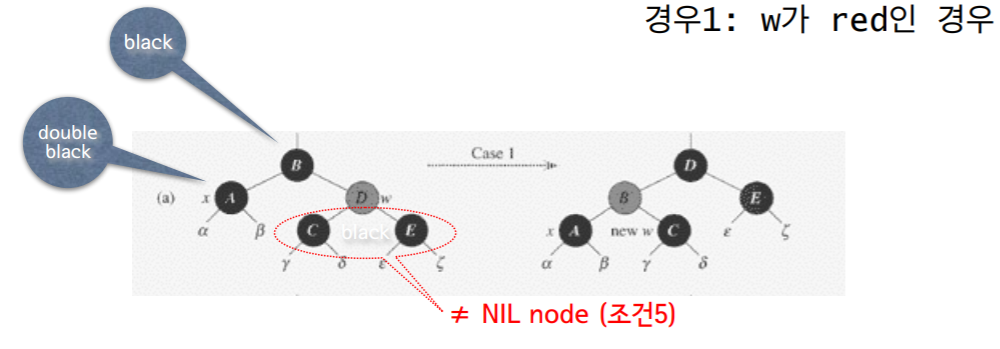 경우1: w가 red인 경우
black
double
black
Case 1
B
D
(a) x A D w B E
α β C black E x A new w C ε ζ
γ δ ε ζ α β γ δ
≠ NIL node (조건5)